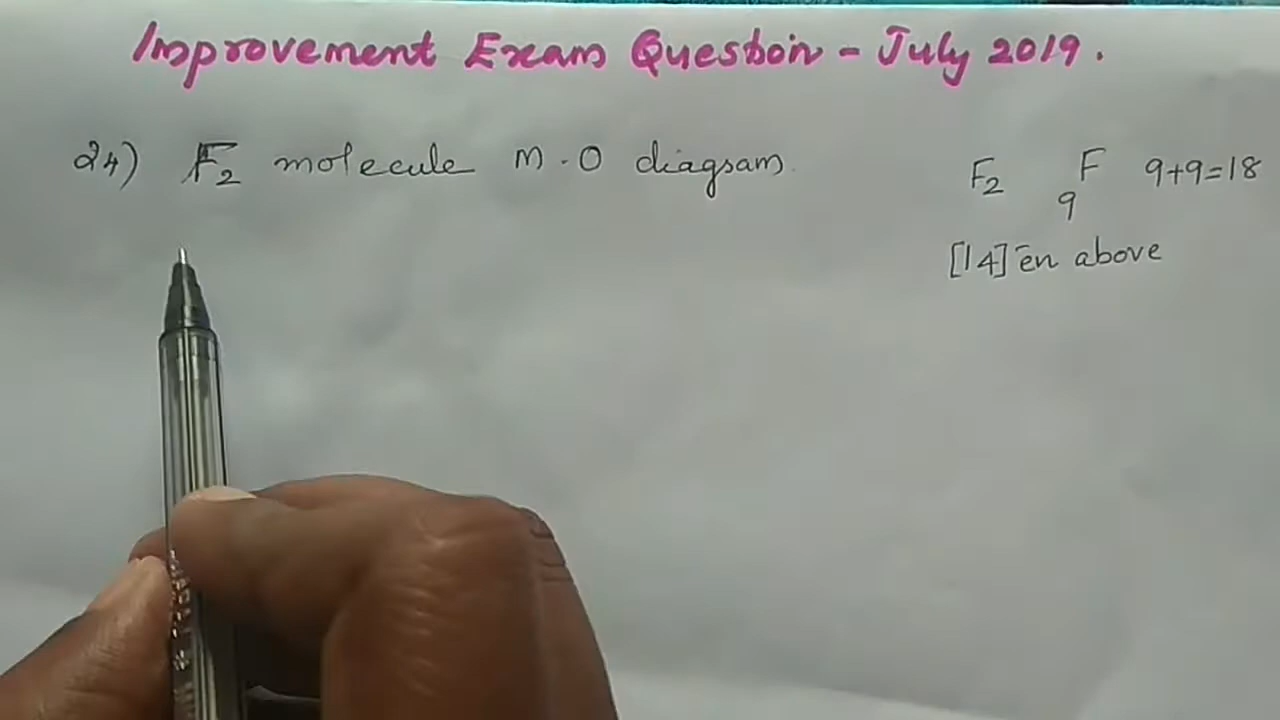 Improvement Exam Question - July 2019.
24) F₂ molecule M.O diagram.
F₂ ₉F 9+9=18
[14] en above